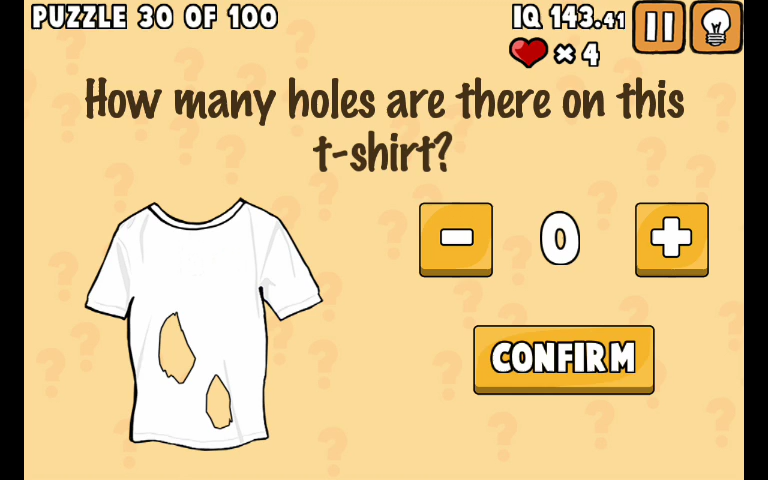 PUZZLE 30 OF 100
IQ 143.41
× 4
How many holes are there on this
t-shirt?
- 0 +
CONFIRM